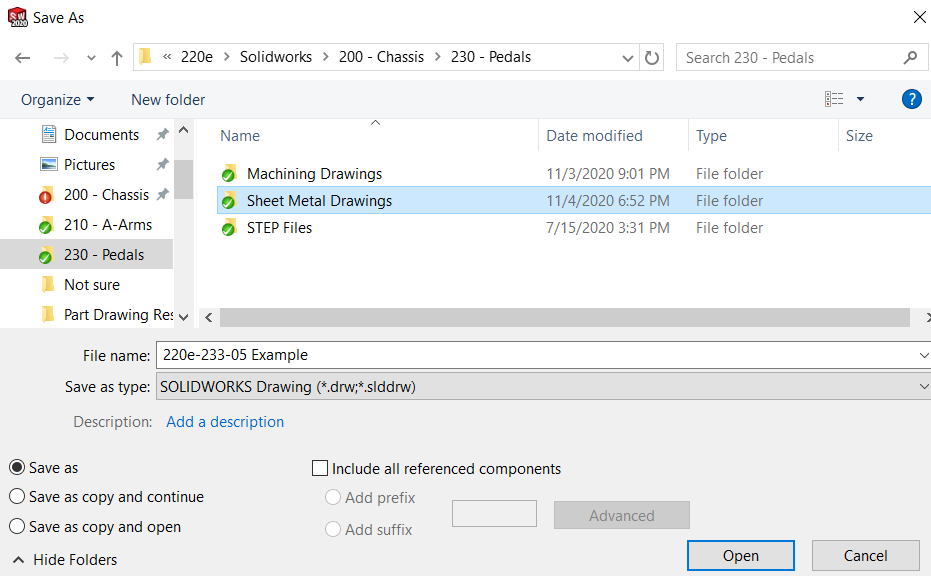 SW 2020 Save As
« 220e > Solidworks > 200 - Chassis > 230 - Pedals Search 230 - Pedals
Organize New folder ?
Name Date modified Type Size
Documents
Pictures
200 - Chassis
210 - A-Arms
230 - Pedals
Not sure
Part Drawing Res
Machining Drawings 11/3/2020 9:01 PM File folder
Sheet Metal Drawings 11/4/2020 6:52 PM File folder
STEP Files 7/15/2020 3:31 PM File folder
File name: 220e-233-05 Example
Save as type: SOLIDWORKS Drawing (*.drw;*.slddrw)
Description: Add a description
Save as
Save as copy and continue
Save as copy and open
Include all referenced components
Add prefix
Add suffix
Advanced
Hide Folders
Open Cancel